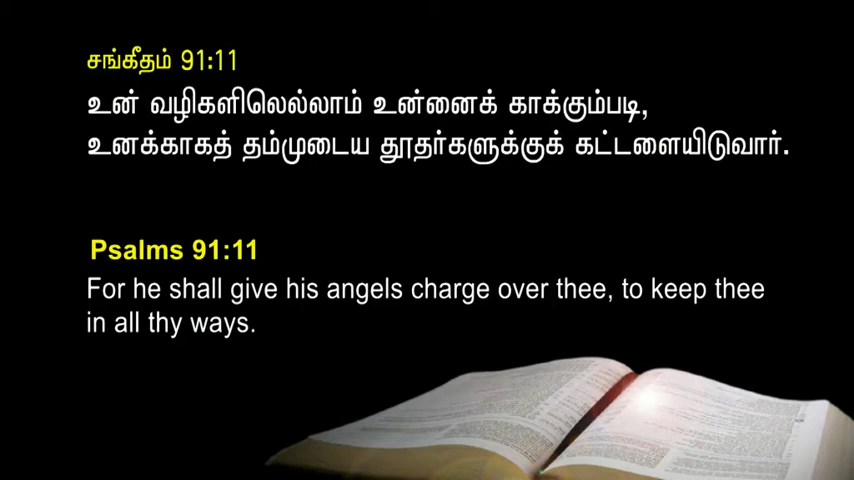 சங்கீதம் 91:11
உன் வழிகளிலெல்லாம் உன்னைக் காக்கும்படி,
உனக்காகத் தம்முடைய தூதர்களுக்குக் கட்டளையிடுவார்.
Psalms 91:11
For he shall give his angels charge over thee, to keep thee
in all thy ways.